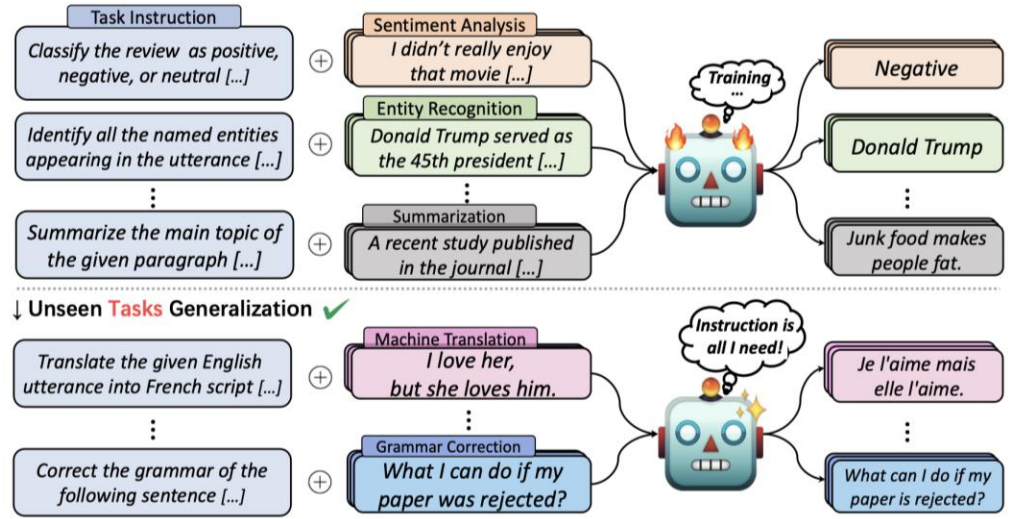 Task Instruction
Classify the review as positive,
negative, or neutral [...]
Sentiment Analysis
I didn't really enjoy
that movie [...]
Training
...
Negative
Identify all the named entities
appearing in the utterance [...]
Entity Recognition
Donald Trump served as
the 45th president [...]
Donald Trump
Summarize the main topic of
the given paragraph [...]
Summarization
A recent study published
in the journal [...]
Junk food makes
people fat.
↓ Unseen Tasks Generalization ✓
Translate the given English
utterance into French script [...]
Machine Translation
I love her,
but she loves him.
Instruction is
all I need!
Je l'aime mais
elle l'aime.
Correct the grammar of the
following sentence [...]
Grammar Correction
What I can do if my
paper was rejected?
What can I do if my
paper is rejected?